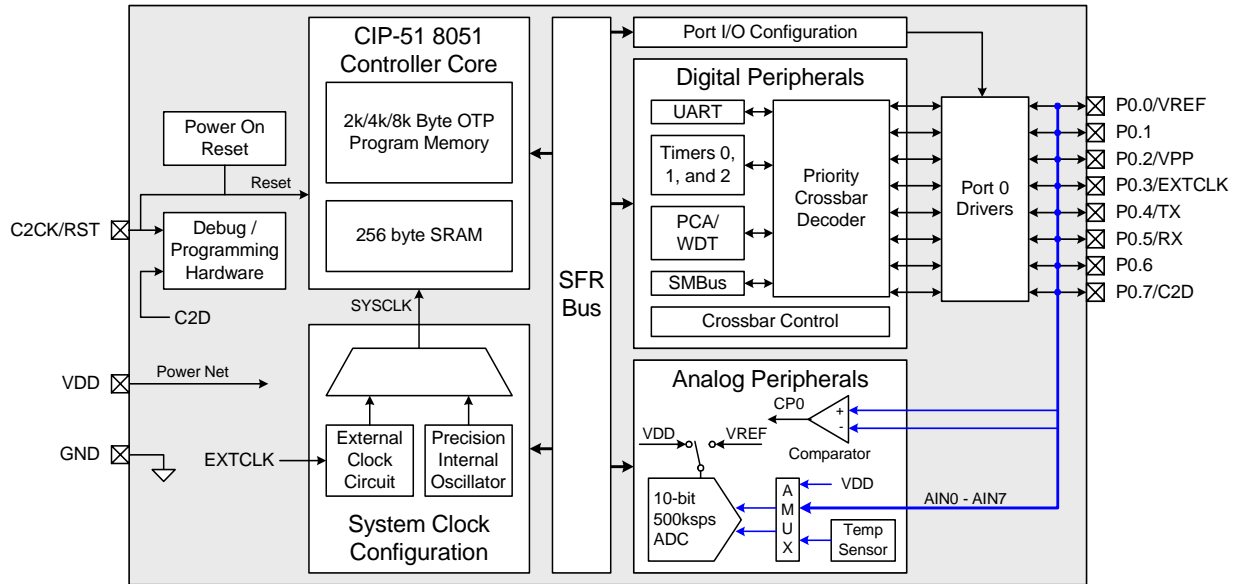 CIP-51 8051
Controller Core
2k/4k/8k Byte OTP
Program Memory
256 byte SRAM
Power On
Reset
Reset
C2CK/RST
Debug /
Programming
Hardware
C2D
VDD
Power Net
GND
SYSCLK
EXTCLK
External
Clock
Circuit
Precision
Internal
Oscillator
System Clock
Configuration
SFR
Bus
Port I/O Configuration
Digital Peripherals
UART
Timers 0,
1, and 2
PCA/
WDT
SMBus
Priority
Crossbar
Decoder
Crossbar Control
Port 0
Drivers
P0.0/VREF
P0.1
P0.2/VPP
P0.3/EXTCLK
P0.4/TX
P0.5/RX
P0.6
P0.7/C2D
Analog Peripherals
CP0
+
-
Comparator
VDD
VREF
10-bit
500ksps
ADC
A
M
U
X
VDD
AIN0 - AIN7
Temp
Sensor